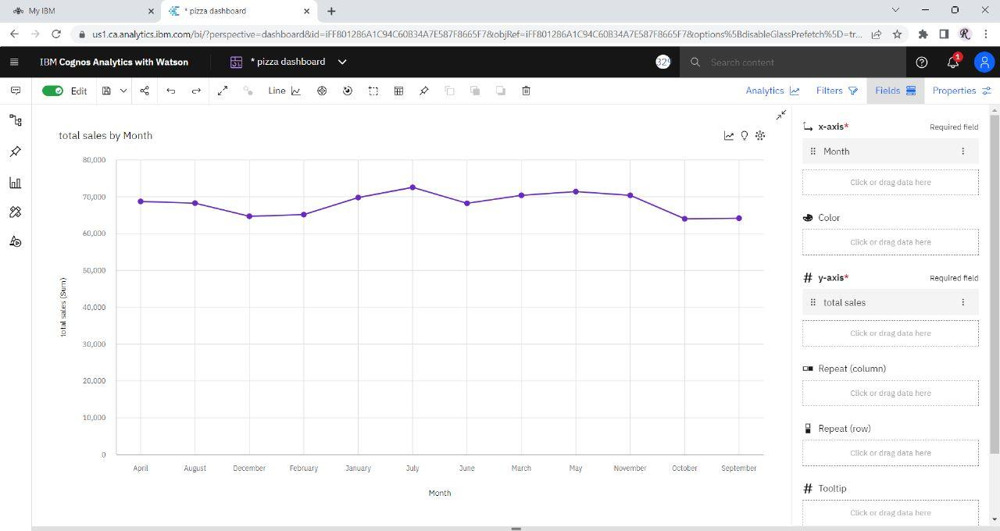 My IBM
* pizza dashboard
us1.ca.analytics.ibm.com/bi/?perspective=dashboard&id=iFF801286A1C94C60B34A7E587F8665F7&objRef=iFF801286A1C94C60B34A7E587F8665F7&options%5BdisableGlassPrefetch%5D=tr...
IBM Cognos Analytics with Watson
* pizza dashboard
Search content
1
Edit
Line
Analytics
Filters
Fields
Properties
total sales by Month
80,000
70,000
60,000
50,000
40,000
30,000
20,000
10,000
0
total sales (Sum)
April August December February January July June March May November October September
Month
x-axis* Required field
Month
Click or drag data here
Color
Click or drag data here
# y-axis* Required field
total sales
Click or drag data here
Repeat (column)
Click or drag data here
Repeat (row)
Click or drag data here
# Tooltip
Click or drag data here